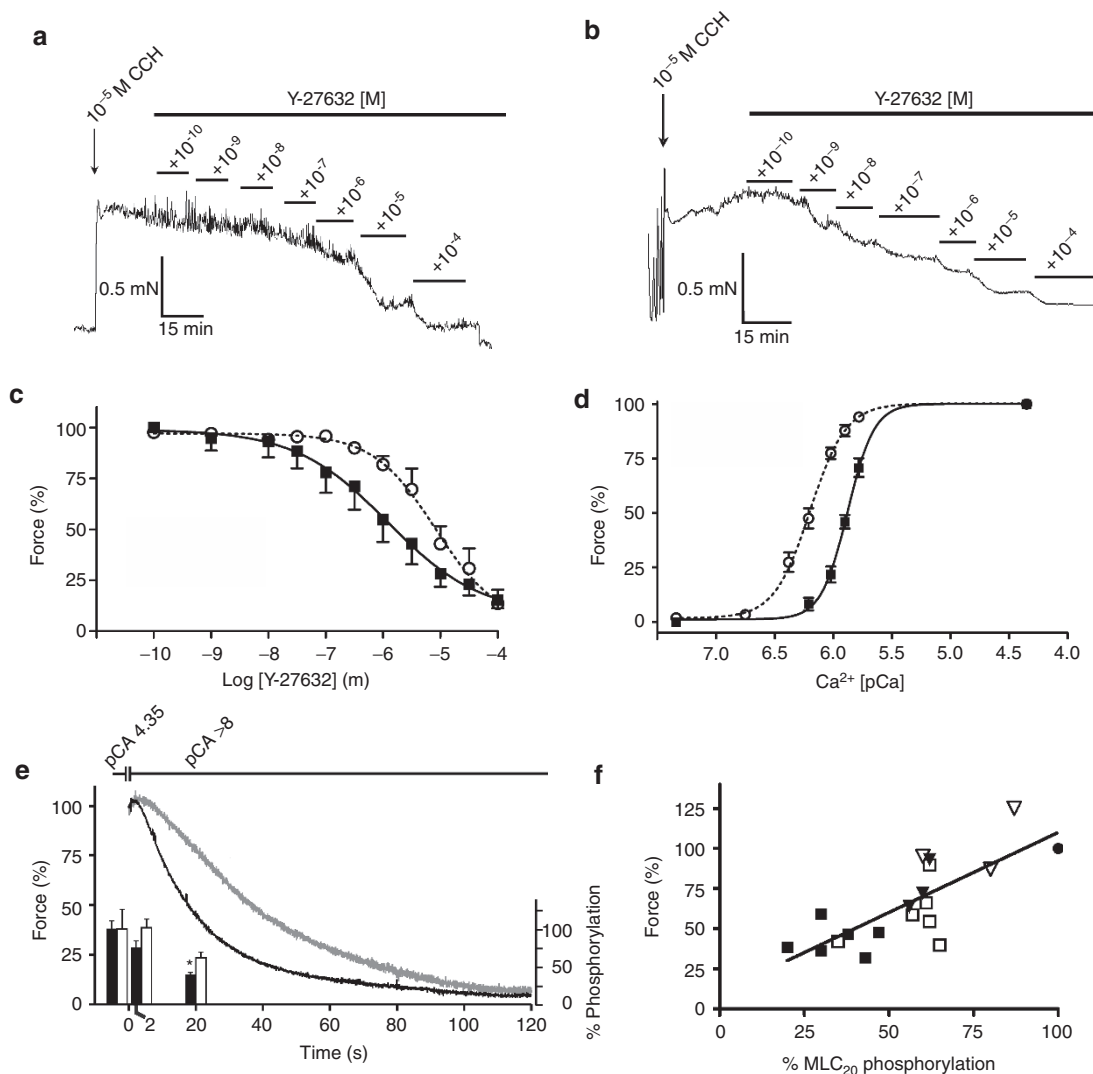 a
10⁻⁵ M CCH
Y-27632 [M]
+10⁻¹⁰
+10⁻⁹
+10⁻⁸
+10⁻⁷
+10⁻⁶
+10⁻⁵
+10⁻⁴
0.5 mN
15 min
b
10⁻⁵ M CCH
Y-27632 [M]
+10⁻¹⁰
+10⁻⁹
+10⁻⁸
+10⁻⁷
+10⁻⁶
+10⁻⁵
+10⁻⁴
0.5 mN
15 min
c
Force (%)
100
75
50
25
0
−10 −9 −8 −7 −6 −5 −4
Log [Y-27632] (m)
d
Force (%)
100
75
50
25
0
7.0 6.5 6.0 5.5 5.0 4.5 4.0
Ca²⁺ [pCa]
e
pCA 4.35
pCA >8
Force (%)
100
75
50
25
0
*
0 2 20 40 60 80 100 120
Time (s)
100
50
0
% Phosphorylation
f
Force (%)
125
100
75
50
25
0
0 25 50 75 100
% MLC₂₀ phosphorylation